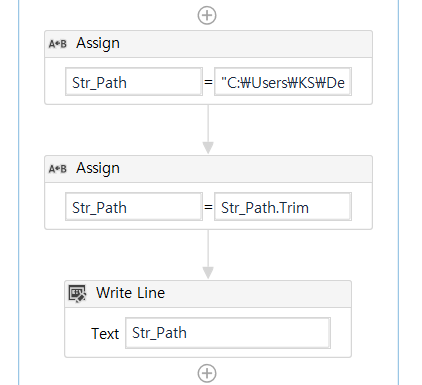 A+B Assign
Str_Path = "C:₩Users₩KS₩De
A+B Assign
Str_Path = Str_Path.Trim
Write Line
Text Str_Path